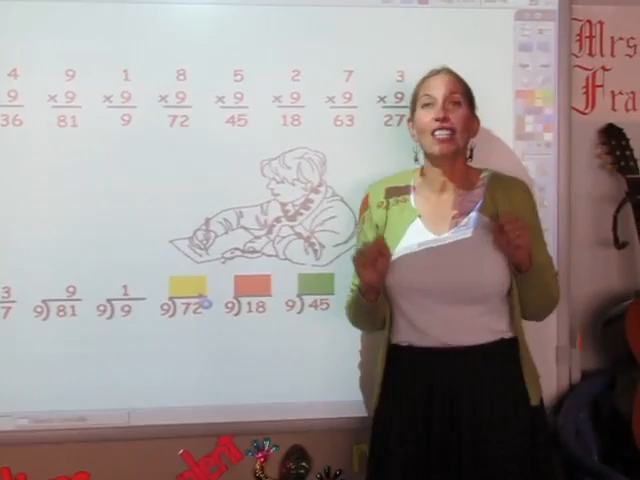 4 9 1 8 5 2 7 3
9 x 9 x 9 x 9 x 9 x 9 x 9 x 9
36 81 9 72 45 18 63 27
3 9 1
7 9)81 9)9 9)72 9)18 9)45
Mrs
Fra